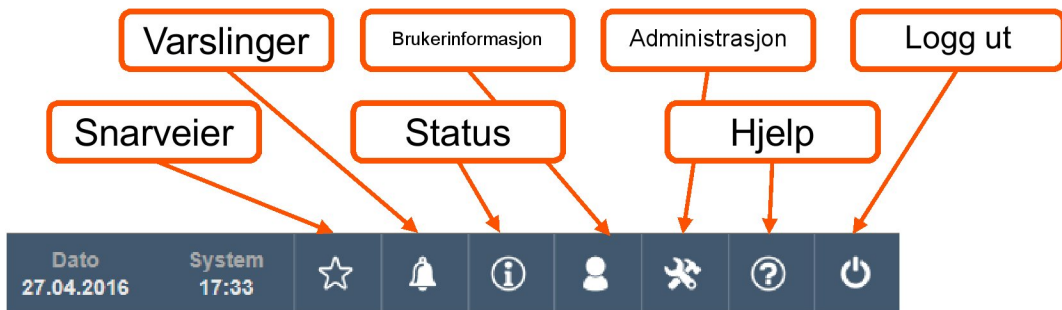 Varslinger
Brukerinformasjon
Administrasjon
Logg ut
Snarveier
Status
Hjelp
Dato
27.04.2016
System
17:33